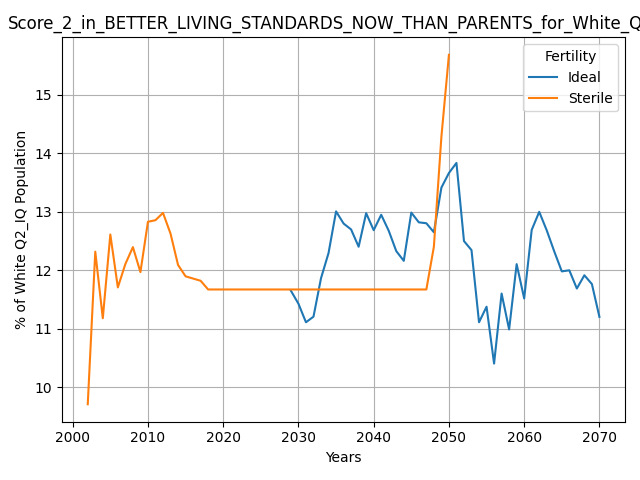 Score_2_in_BETTER_LIVING_STANDARDS_NOW_THAN_PARENTS_for_White_Q
Fertility
Ideal
Sterile
% of White Q2_IQ Population
15
14
13
12
11
10
2000 2010 2020 2030 2040 2050 2060 2070
Years